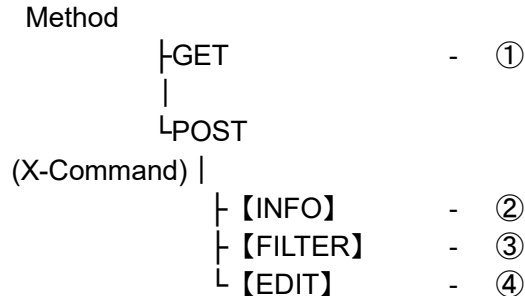 Method
├GET - ①
│
└POST
(X-Command)│
├【INFO】 - ②
├【FILTER】 - ③
└【EDIT】 - ④